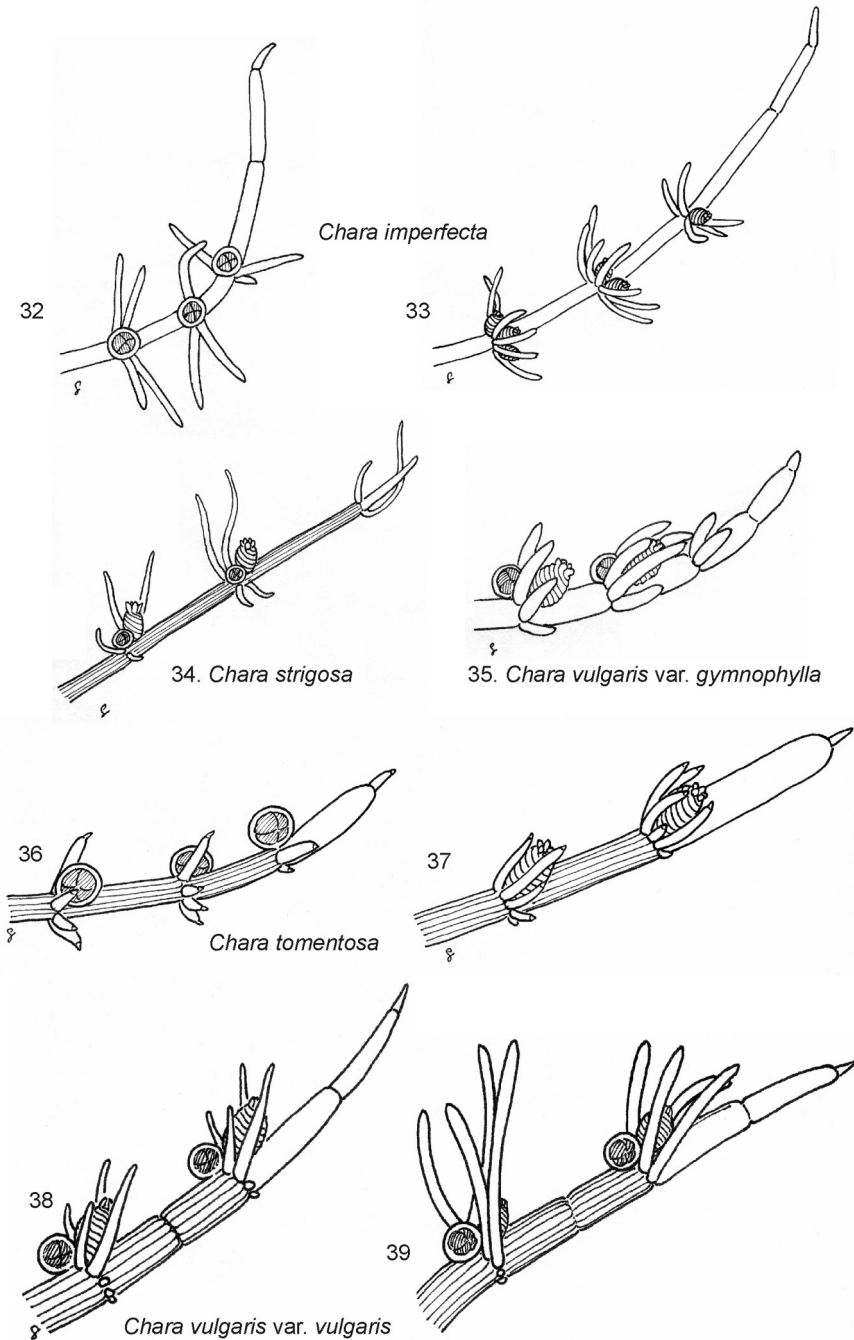 Chara imperfecta
32
33
34. Chara strigosa
35. Chara vulgaris var. gymnophylla
36
37
Chara tomentosa
38
39
Chara vulgaris var. vulgaris